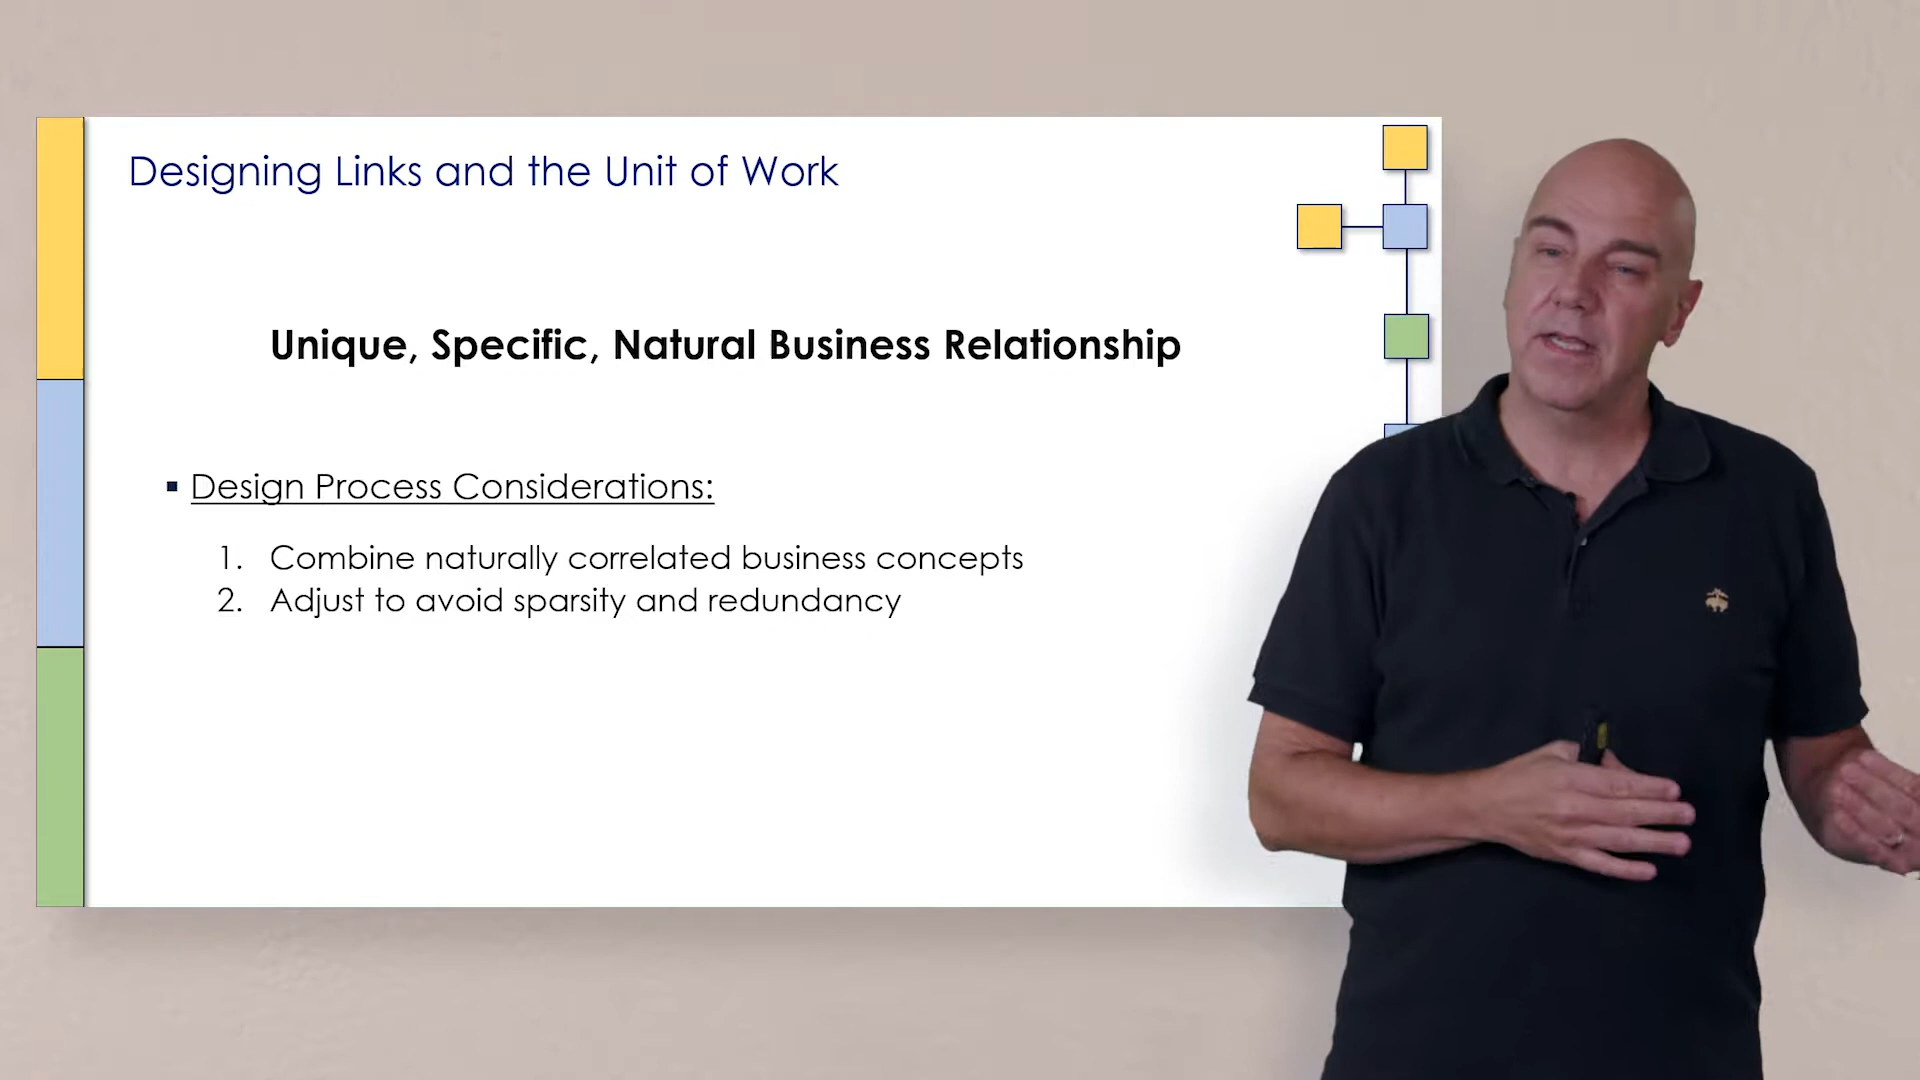 Designing Links and the Unit of Work
Unique, Specific, Natural Business Relationship
▪ Design Process Considerations:
1. Combine naturally correlated business concepts
2. Adjust to avoid sparsity and redundancy